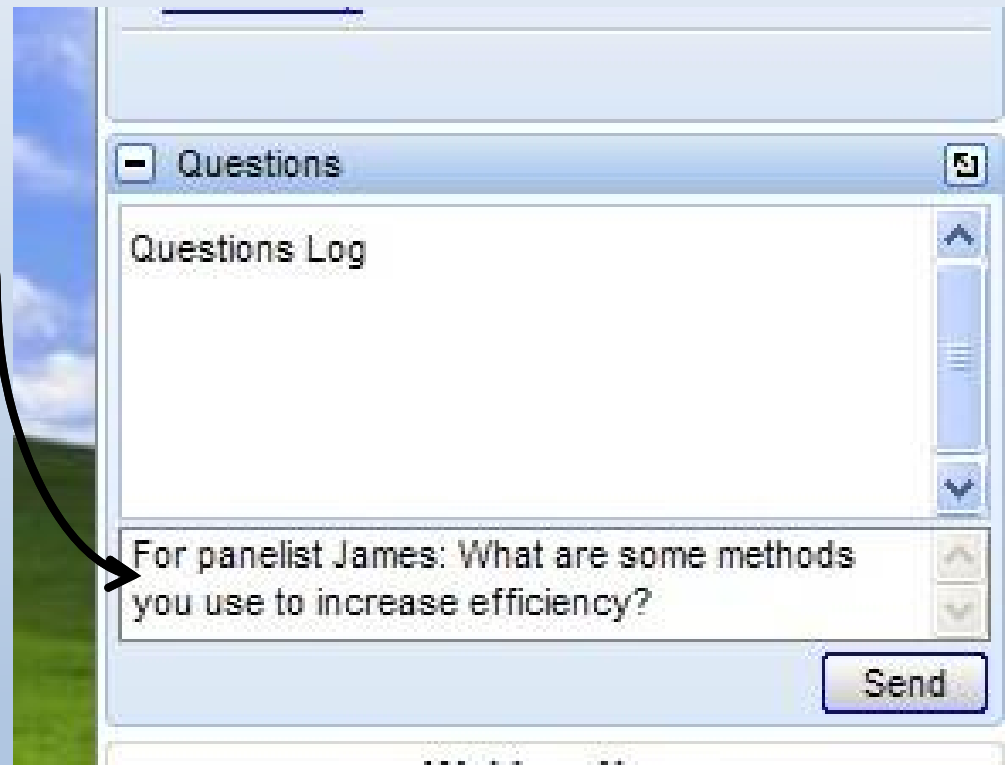 Questions
Questions Log
For panelist James: What are some methods
you use to increase efficiency?
Send